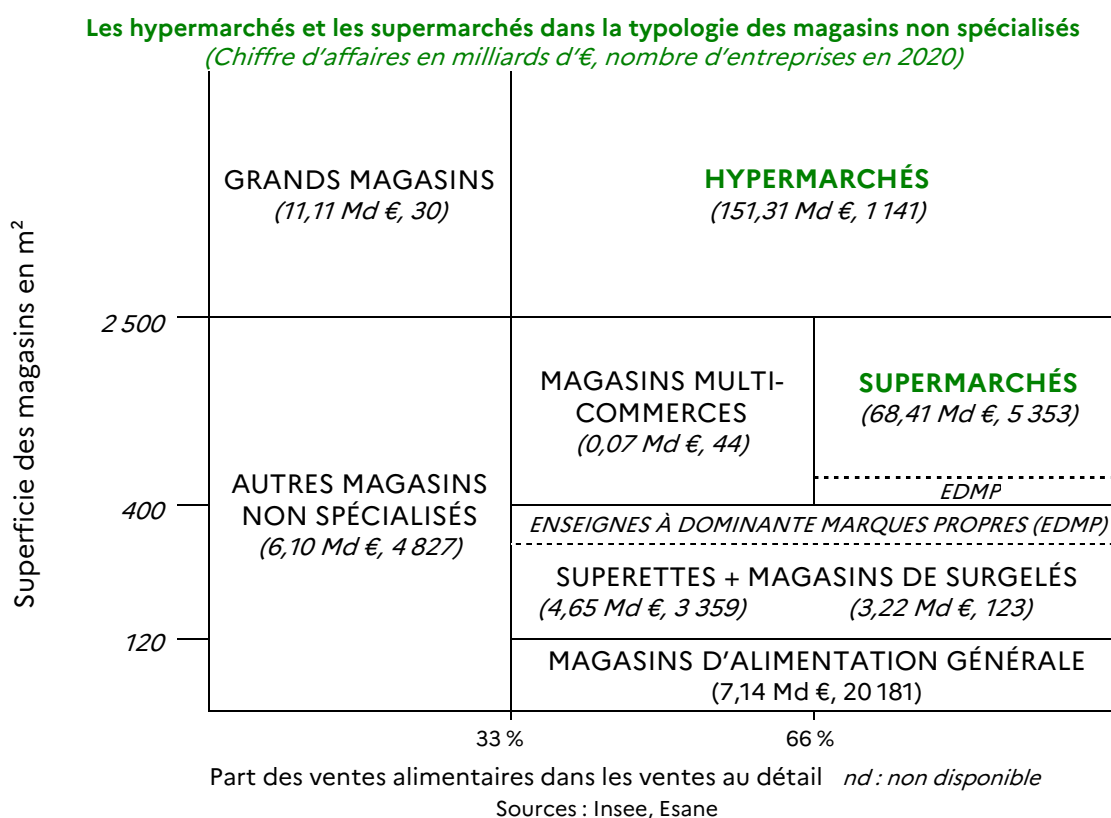 Les hypermarchés et les supermarchés dans la typologie des magasins non spécialisés
(Chiffre d'affaires en milliards d'€, nombre d'entreprises en 2020)
Superficie des magasins en m²
GRANDS MAGASINS
(11,11 Md €, 30)
HYPERMARCHÉS
(151,31 Md €, 1 141)
2 500
MAGASINS MULTI-
COMMERCES
(0,07 Md €, 44)
SUPERMARCHÉS
(68,41 Md €, 5 353)
EDMP
AUTRES MAGASINS
NON SPÉCIALISÉS
(6,10 Md €, 4 827)
400
ENSEIGNES À DOMINANTE MARQUES PROPRES (EDMP)
SUPERETTES + MAGASINS DE SURGELÉS
(4,65 Md €, 3 359) (3,22 Md €, 123)
120
MAGASINS D'ALIMENTATION GÉNÉRALE
(7,14 Md €, 20 181)
33 % 66 %
Part des ventes alimentaires dans les ventes au détail nd : non disponible
Sources : Insee, Esane